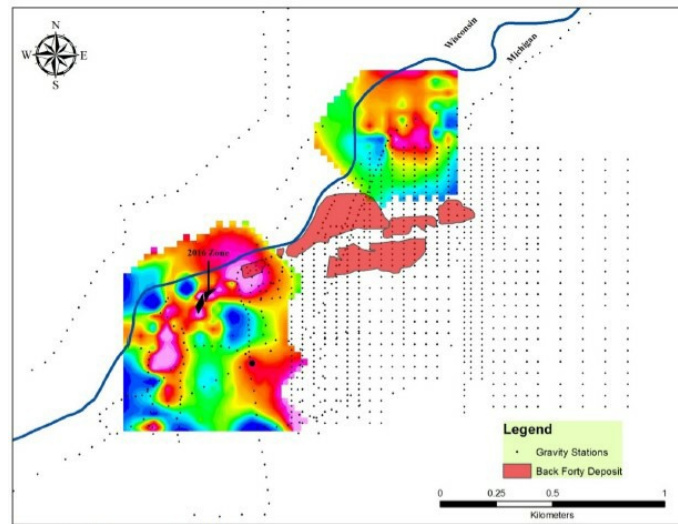 N
W
E
S
Wisconsin
Michigan
2016 Zone
Legend
Gravity Stations
Back Forty Deposit
0 0.25 0.5 1
Kilometers